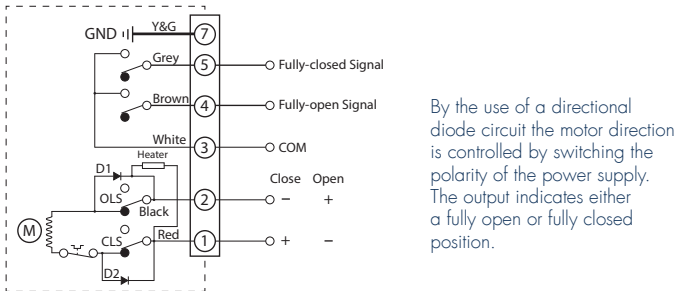 GND Y&G 7
Grey 5 Fully-closed Signal
Brown 4 Fully-open Signal
White 3 COM
Heater
D1
Close Open
OLS Black 2 − +
M
CLS Red 1 + −
D2
By the use of a directional
diode circuit the motor direction
is controlled by switching the
polarity of the power supply.
The output indicates either
a fully open or fully closed
position.